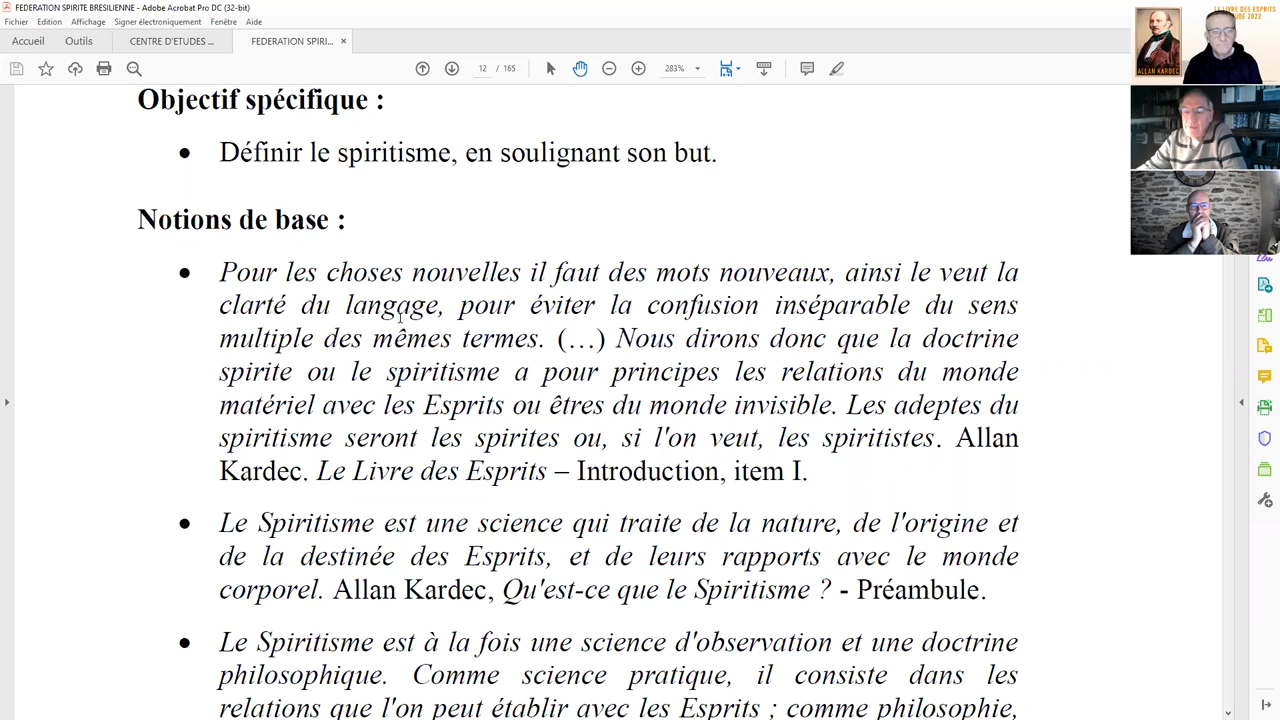 FEDERATION SPIRITE BRESILIENNE - Adobe Acrobat Pro DC (32-bit)
Fichier Edition Affichage Signer électroniquement Fenêtre Aide
Accueil Outils CENTRE D'ETUDES ... FEDERATION SPIRI... ×
12 / 165 283%
Objectif spécifique :
• Définir le spiritisme, en soulignant son but.
Notions de base :
• Pour les choses nouvelles il faut des mots nouveaux, ainsi le veut la
clarté du langage, pour éviter la confusion inséparable du sens
multiple des mêmes termes. (…) Nous dirons donc que la doctrine
spirite ou le spiritisme a pour principes les relations du monde
matériel avec les Esprits ou êtres du monde invisible. Les adeptes du
spiritisme seront les spirites ou, si l'on veut, les spiritistes. Allan
Kardec. Le Livre des Esprits – Introduction, item I.
• Le Spiritisme est une science qui traite de la nature, de l'origine et
de la destinée des Esprits, et de leurs rapports avec le monde
corporel. Allan Kardec, Qu'est-ce que le Spiritisme ? - Préambule.
• Le Spiritisme est à la fois une science d'observation et une doctrine
philosophique. Comme science pratique, il consiste dans les
relations que l'on peut établir avec les Esprits ; comme philosophie,
LE LIVRE DES ESPRITS
UDE 2022
ALLAN KARDEC